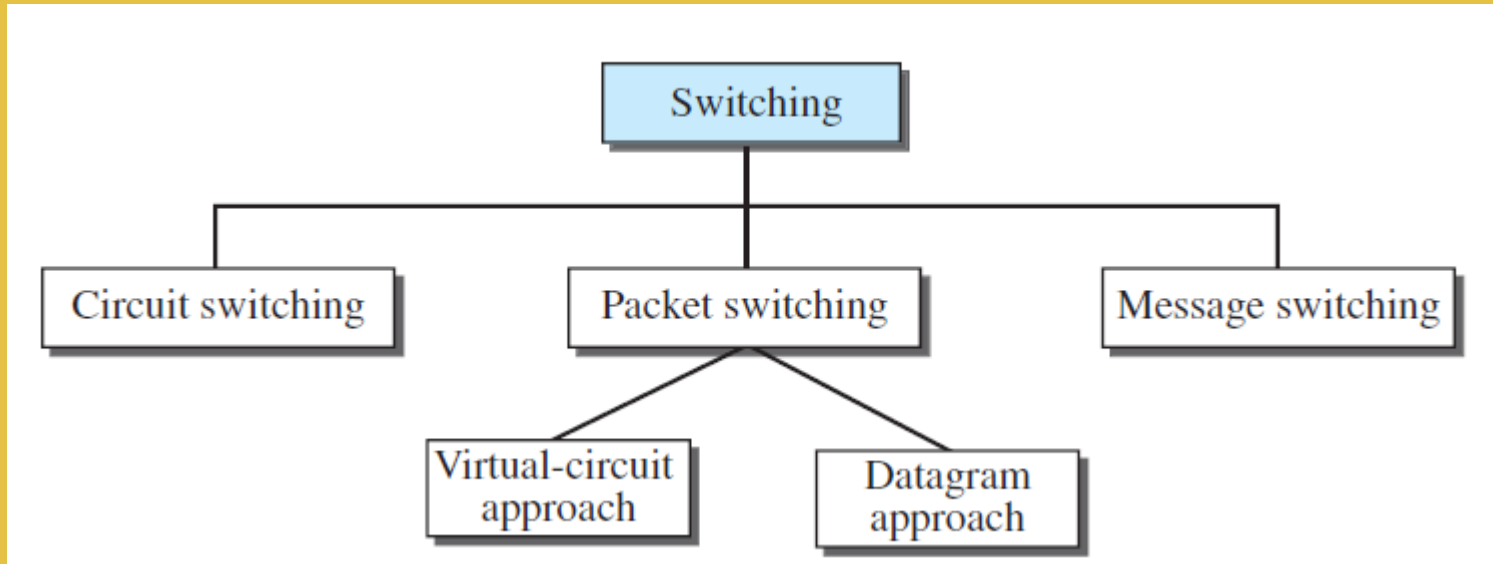 Switching
Circuit switching
Packet switching
Message switching
Virtual-circuit
approach
Datagram
approach